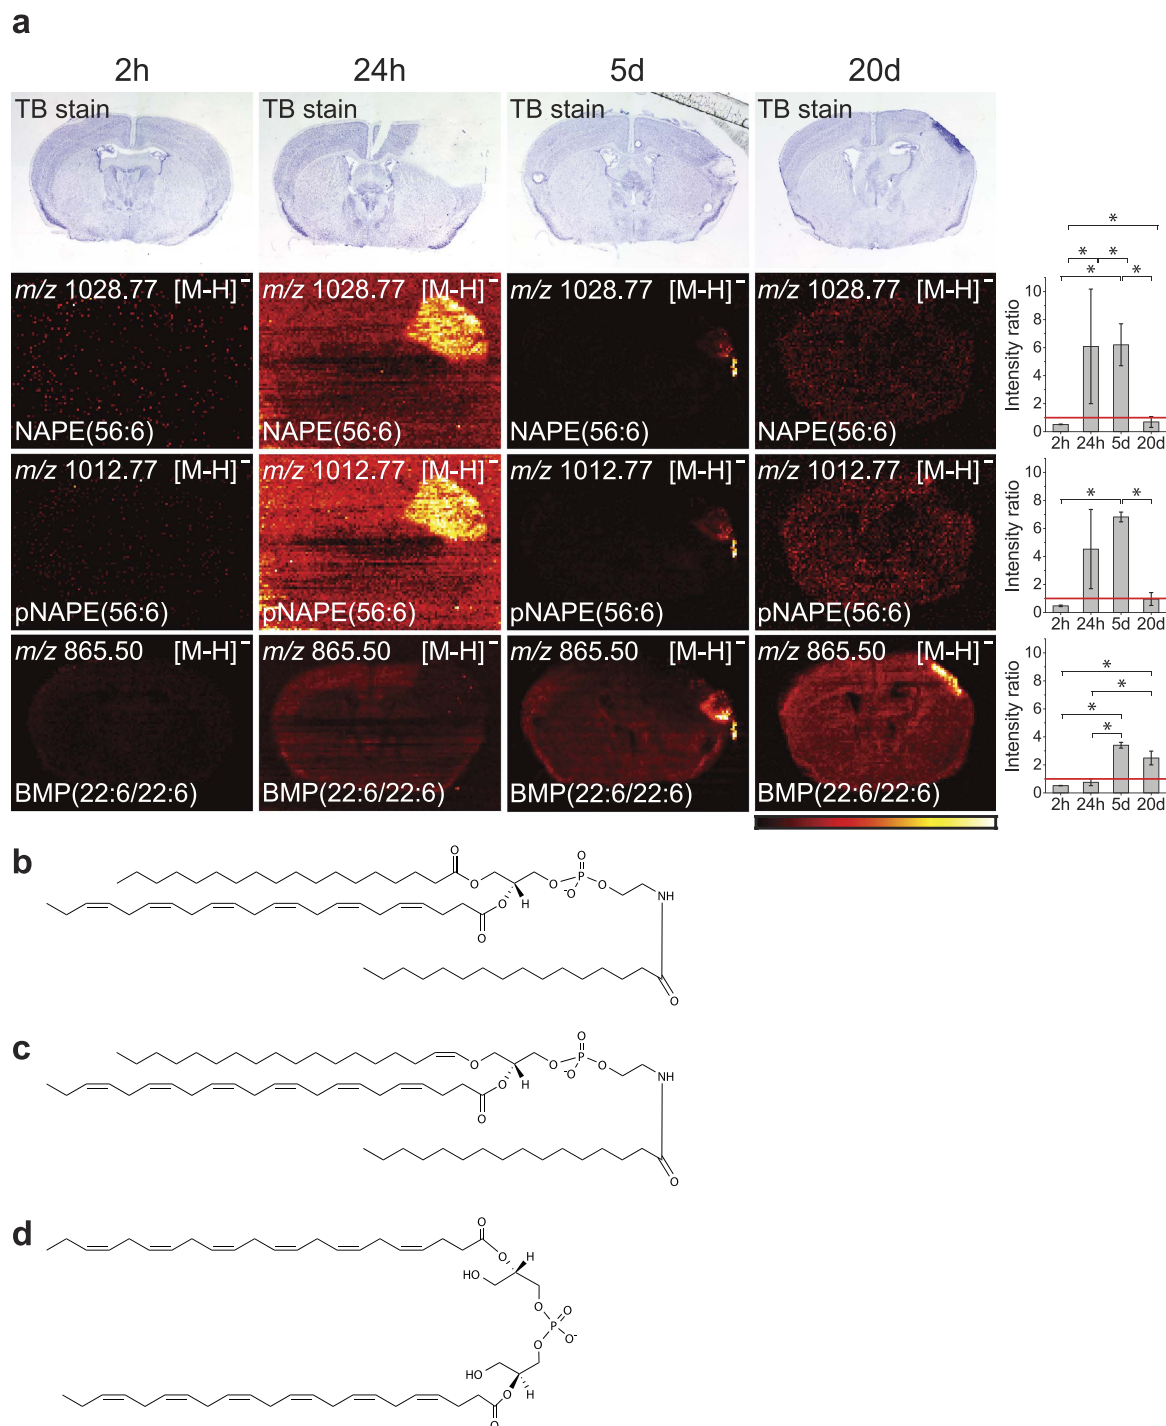 a
2h 24h 5d 20d
TB stain TB stain TB stain TB stain
m/z 1028.77 [M-H]⁻ m/z 1028.77 [M-H]⁻ m/z 1028.77 [M-H]⁻ m/z 1028.77 [M-H]⁻
NAPE(56:6) NAPE(56:6) NAPE(56:6) NAPE(56:6)
* 
* *
* *
Intensity ratio
10
8
6
4
2
0
2h 24h 5d 20d
m/z 1012.77 [M-H]⁻ m/z 1012.77 [M-H]⁻ m/z 1012.77 [M-H]⁻ m/z 1012.77 [M-H]⁻
pNAPE(56:6) pNAPE(56:6) pNAPE(56:6) pNAPE(56:6)
* *
Intensity ratio
10
8
6
4
2
0
2h 24h 5d 20d
m/z 865.50 [M-H]⁻ m/z 865.50 [M-H]⁻ m/z 865.50 [M-H]⁻ m/z 865.50 [M-H]⁻
BMP(22:6/22:6) BMP(22:6/22:6) BMP(22:6/22:6) BMP(22:6/22:6)
*
*
*
*
Intensity ratio
10
8
6
4
2
0
2h 24h 5d 20d
b
O O
O O P O NH
⁻O
O H
O
O
c
O
O O P O NH
⁻O
O H
O
O
d
O
O H
HO
O O
P
O O⁻
HO
O H
O